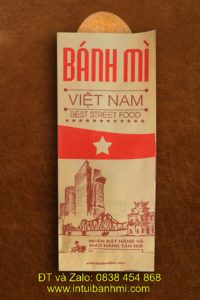 BÁNH MÌ
VIỆT NAM
BEST STREET FOOD
NHẬN ĐẶT HÀNG VÀ
GIAO HÀNG TẬN NƠI
ĐT và Zalo: 0838 454 868
www.intuibanhmi.com